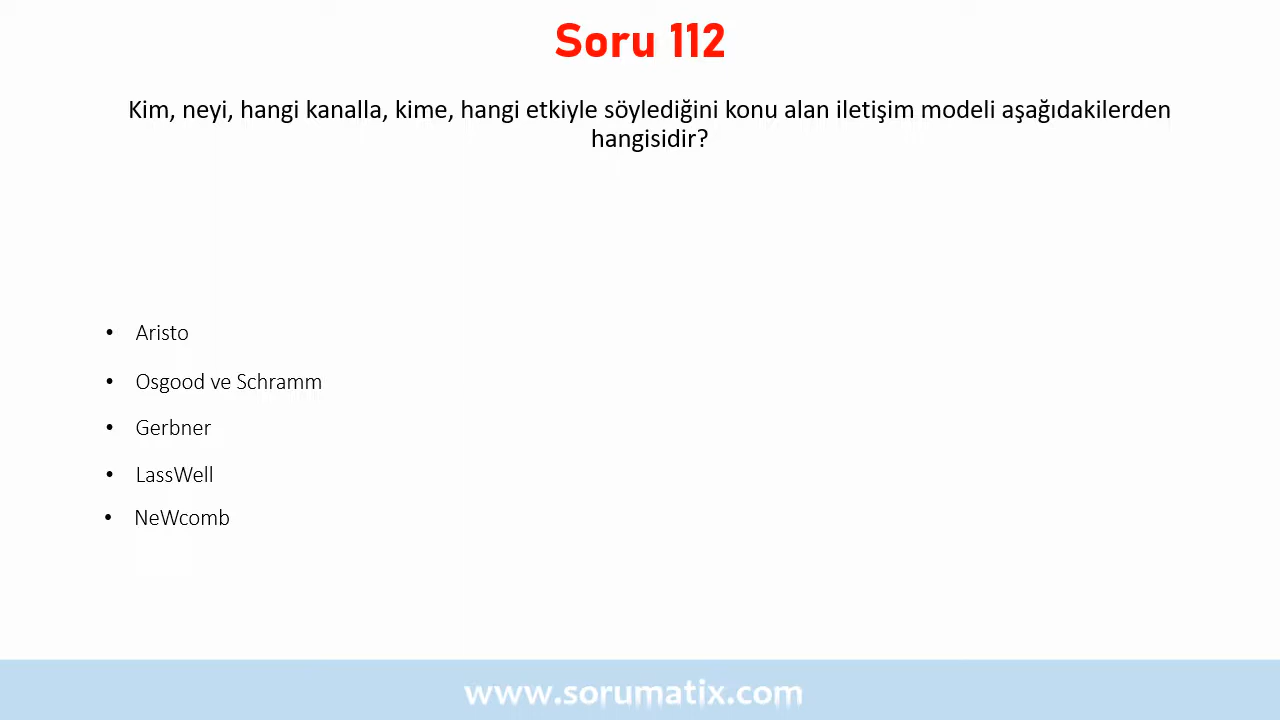 Soru 112
Kim, neyi, hangi kanalla, kime, hangi etkiyle söylediğini konu alan iletişim modeli aşağıdakilerden
hangisidir?
• Aristo
• Osgood ve Schramm
• Gerbner
• LassWell
• NeWcomb
www.sorumatix.com